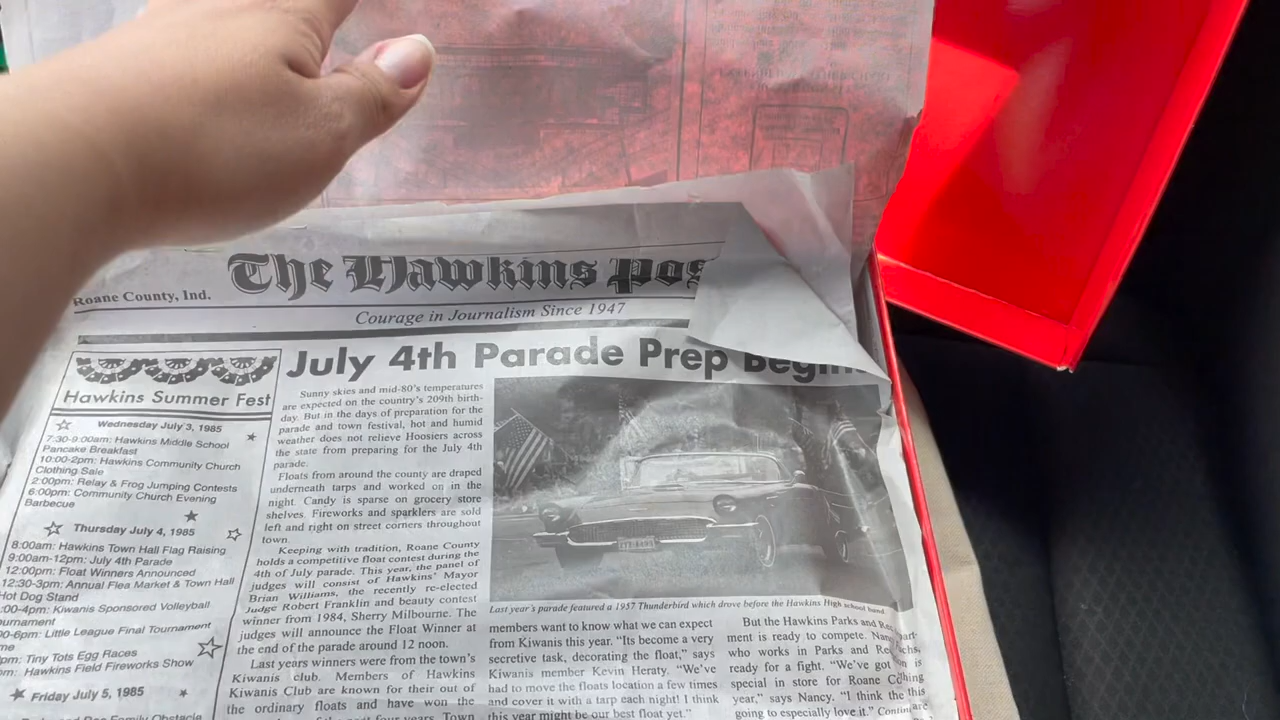 Roane County, Ind.
The Hawkins Pos
Courage in Journalism Since 1947
Hawkins Summer Fest
Wednesday July 3, 1985
7:30-9:00am: Hawkins Middle School
Pancake Breakfast
10:00-2pm: Hawkins Community Church
Clothing Sale
2:00pm: Relay & Frog Jumping Contests
6:00pm: Community Church Evening
Barbecue
Thursday July 4, 1985
8:00am: Hawkins Town Hall Flag Raising
9:00am-12pm: July 4th Parade
12:00pm: Float Winners Announced
12:30-3pm: Annual Flea Market & Town Hall
Hot Dog Stand
:00-4pm: Kiwanis Sponsored Volleyball
ournament
0-6pm: Little League Final Tournament
me
pm: Tiny Tots Egg Races
pm: Hawkins Field Fireworks Show
Friday July 5, 1985
July 4th Parade Prep Begin
Sunny skies and mid-80's temperatures
are expected on the country's 209th birth-
day. But in the days of preparation for the
parade and town festival, hot and humid
weather does not relieve Hoosiers across
the state from preparing for the July 4th
parade.
Floats from around the county are draped
underneath tarps and worked on in the
night. Candy is sparse on grocery store
shelves. Fireworks and sparklers are sold
left and right on street corners throughout
town.
Keeping with tradition, Roane County
holds a competitive float contest during the
4th of July parade. This year, the panel of
judges will consist of Hawkins' Mayor
Brian Williams, the recently re-elected
Judge Robert Franklin and beauty contest
winner from 1984, Sherry Milbourne. The
judges will announce the Float Winner at
the end of the parade around 12 noon.
Last years winners were from the town's
Kiwanis club. Members of Hawkins
Kiwanis Club are known for their out of
the ordinary floats and have won the
four years. Town
Last year's parade featured a 1957 Thunderbird which drove before the Hawkins High school band.
members want to know what we can expect
from Kiwanis this year. "Its become a very
secretive task, decorating the float," says
Kiwanis member Kevin Heraty. "We've
had to move the floats location a few times
and cover it with a tarp each night! I think
this year might be our best float yet."
But the Hawkins Parks and
ment is ready to compete.
who works in Parks and
ready for a fight. "We've got
special in store for Roane
year," says Nancy. "I think the
going to especially love it."